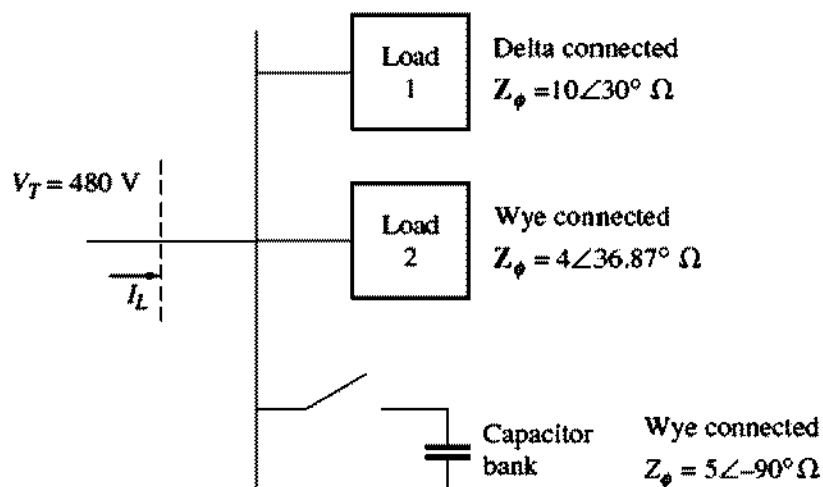 Load
1
Delta connected
Z_ϕ = 10∠30° Ω
V_T = 480 V
I_L
Load
2
Wye connected
Z_ϕ = 4∠36.87° Ω
Capacitor
bank
Wye connected
Z_ϕ = 5∠–90° Ω